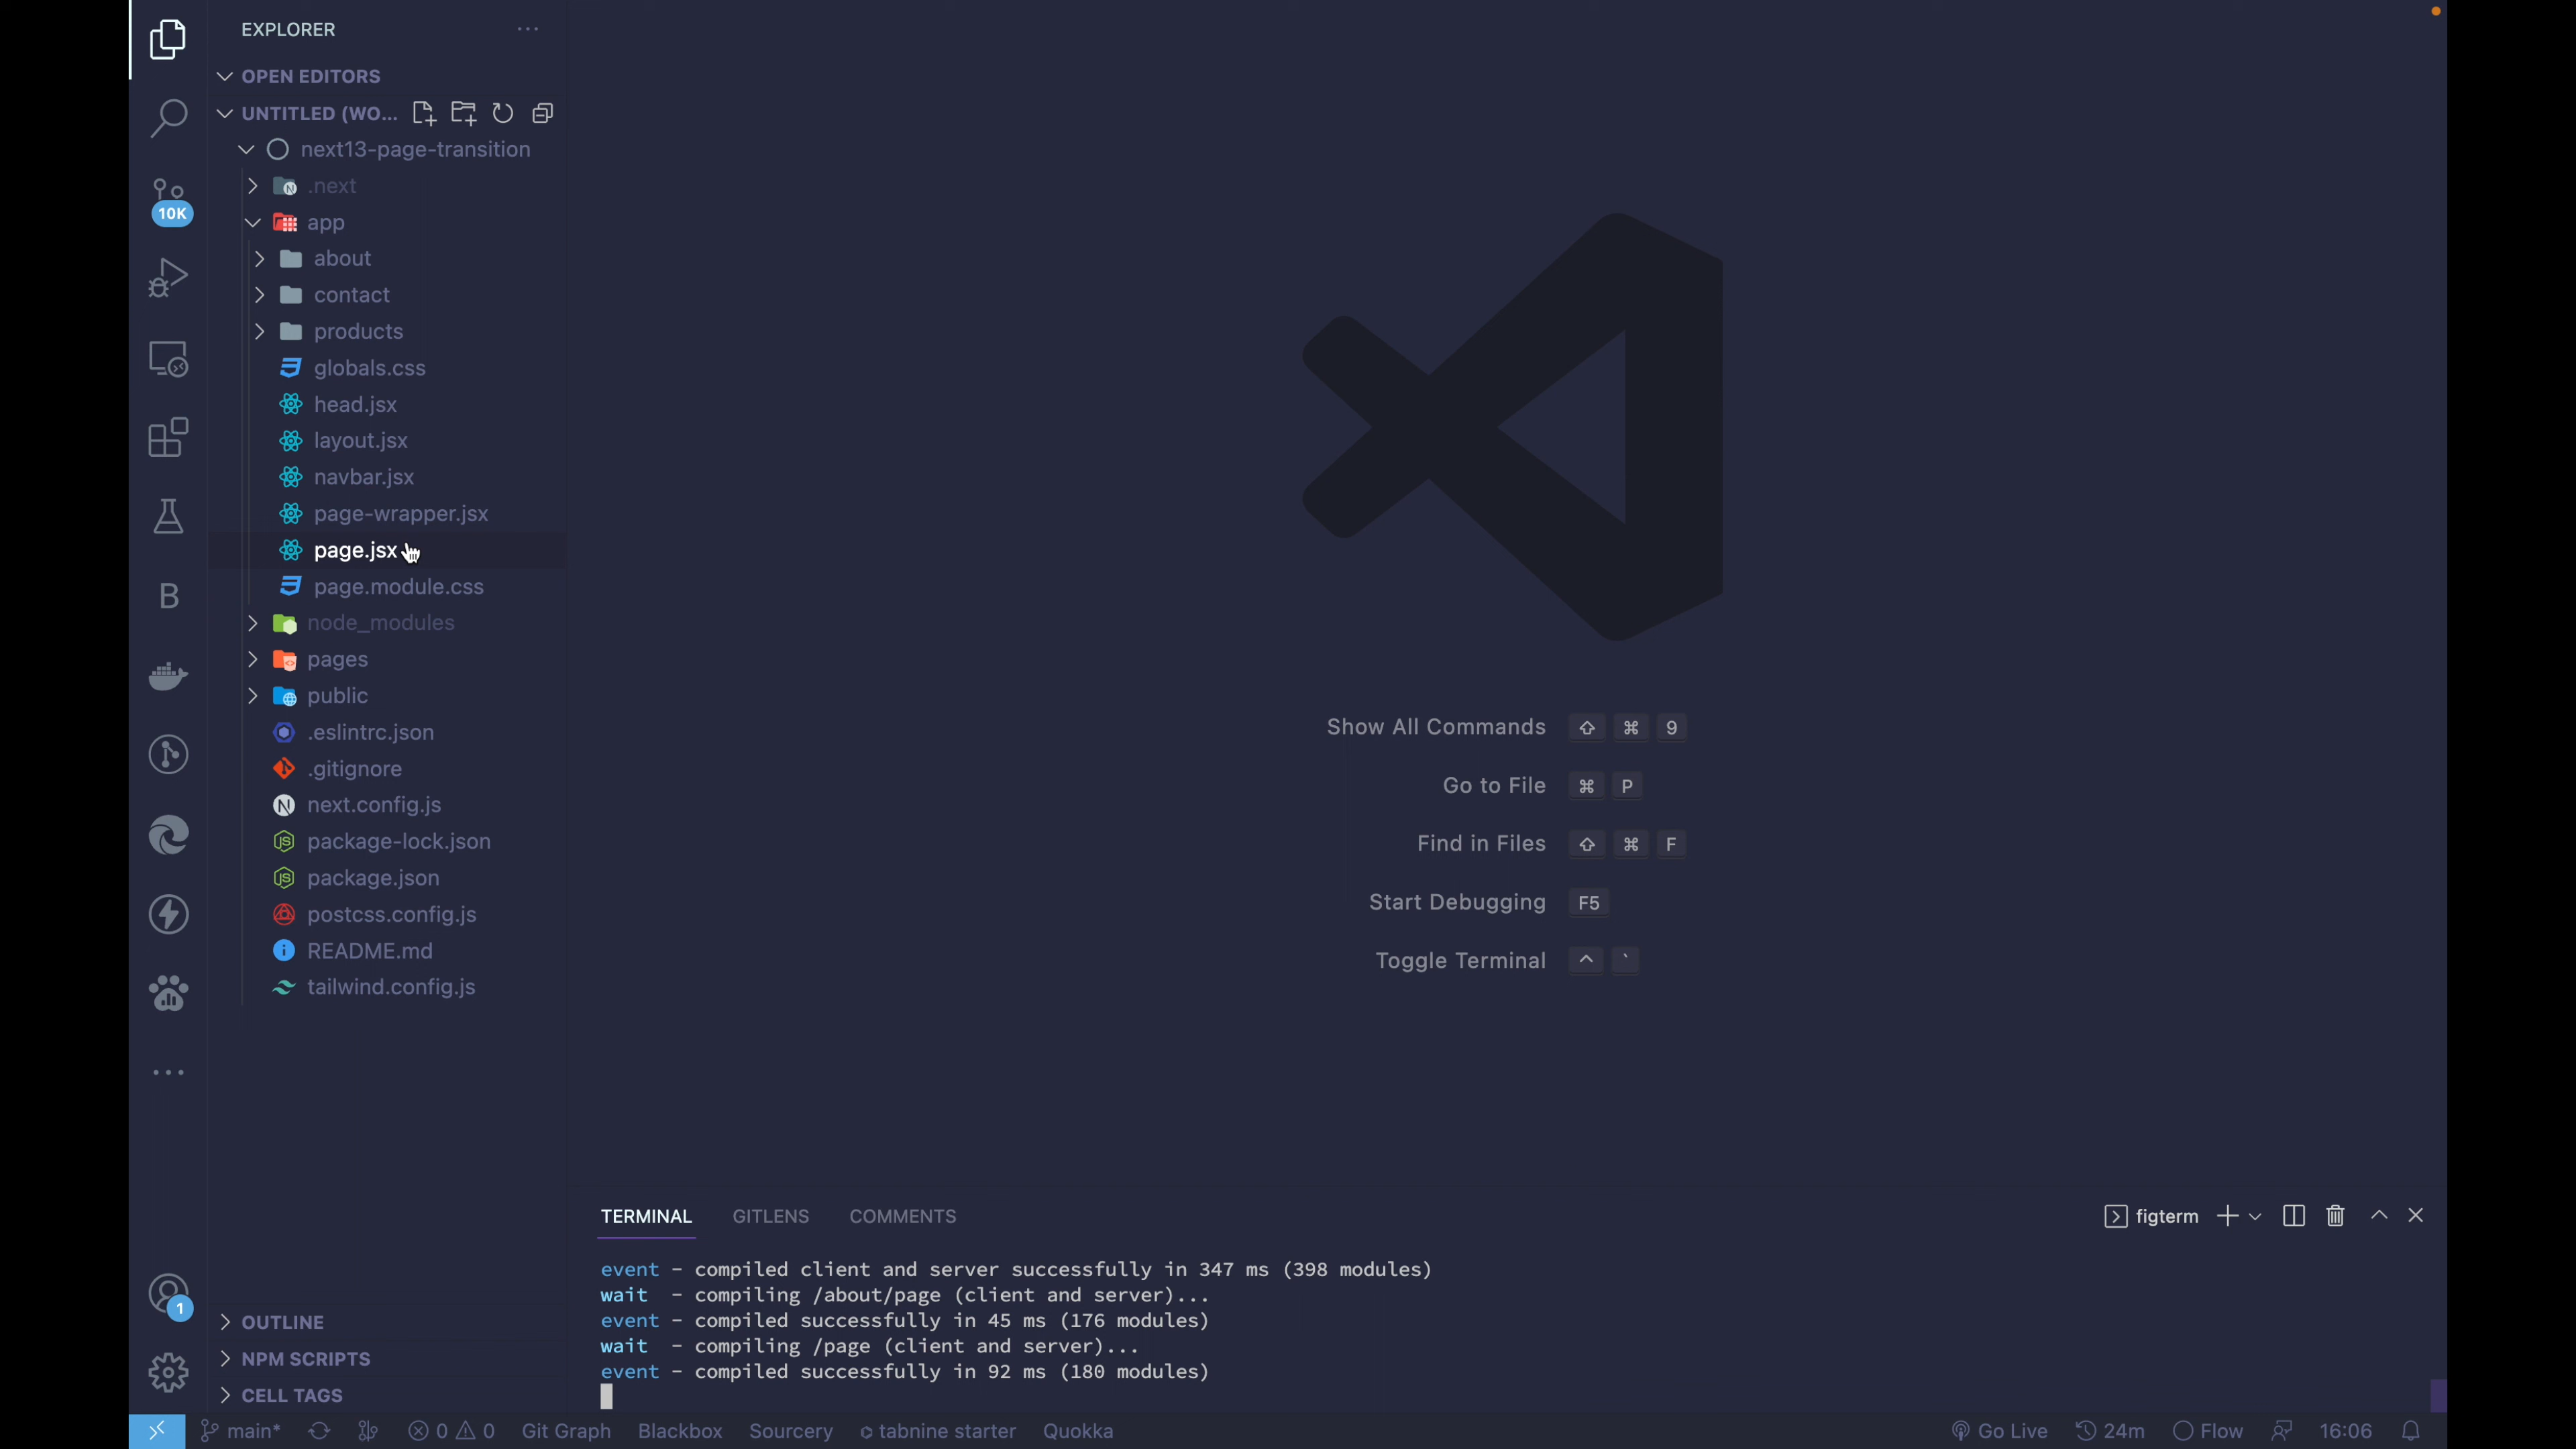 EXPLORER
OPEN EDITORS
UNTITLED (WO...
next13-page-transition
.next
app
about
contact
products
globals.css
head.jsx
layout.jsx
navbar.jsx
page-wrapper.jsx
page.jsx
page.module.css
node_modules
pages
public
.eslintrc.json
.gitignore
next.config.js
package-lock.json
package.json
postcss.config.js
README.md
tailwind.config.js
OUTLINE
NPM SCRIPTS
CELL TAGS
10K
B
1
Show All Commands ⇧ ⌘ 9
Go to File ⌘ P
Find in Files ⇧ ⌘ F
Start Debugging F5
Toggle Terminal ^ `
TERMINAL GITLENS COMMENTS
figterm
event - compiled client and server successfully in 347 ms (398 modules)
wait - compiling /about/page (client and server)...
event - compiled successfully in 45 ms (176 modules)
wait - compiling /page (client and server)...
event - compiled successfully in 92 ms (180 modules)
main* 0 0 Git Graph Blackbox Sourcery tabnine starter Quokka Go Live 24m Flow 16:06